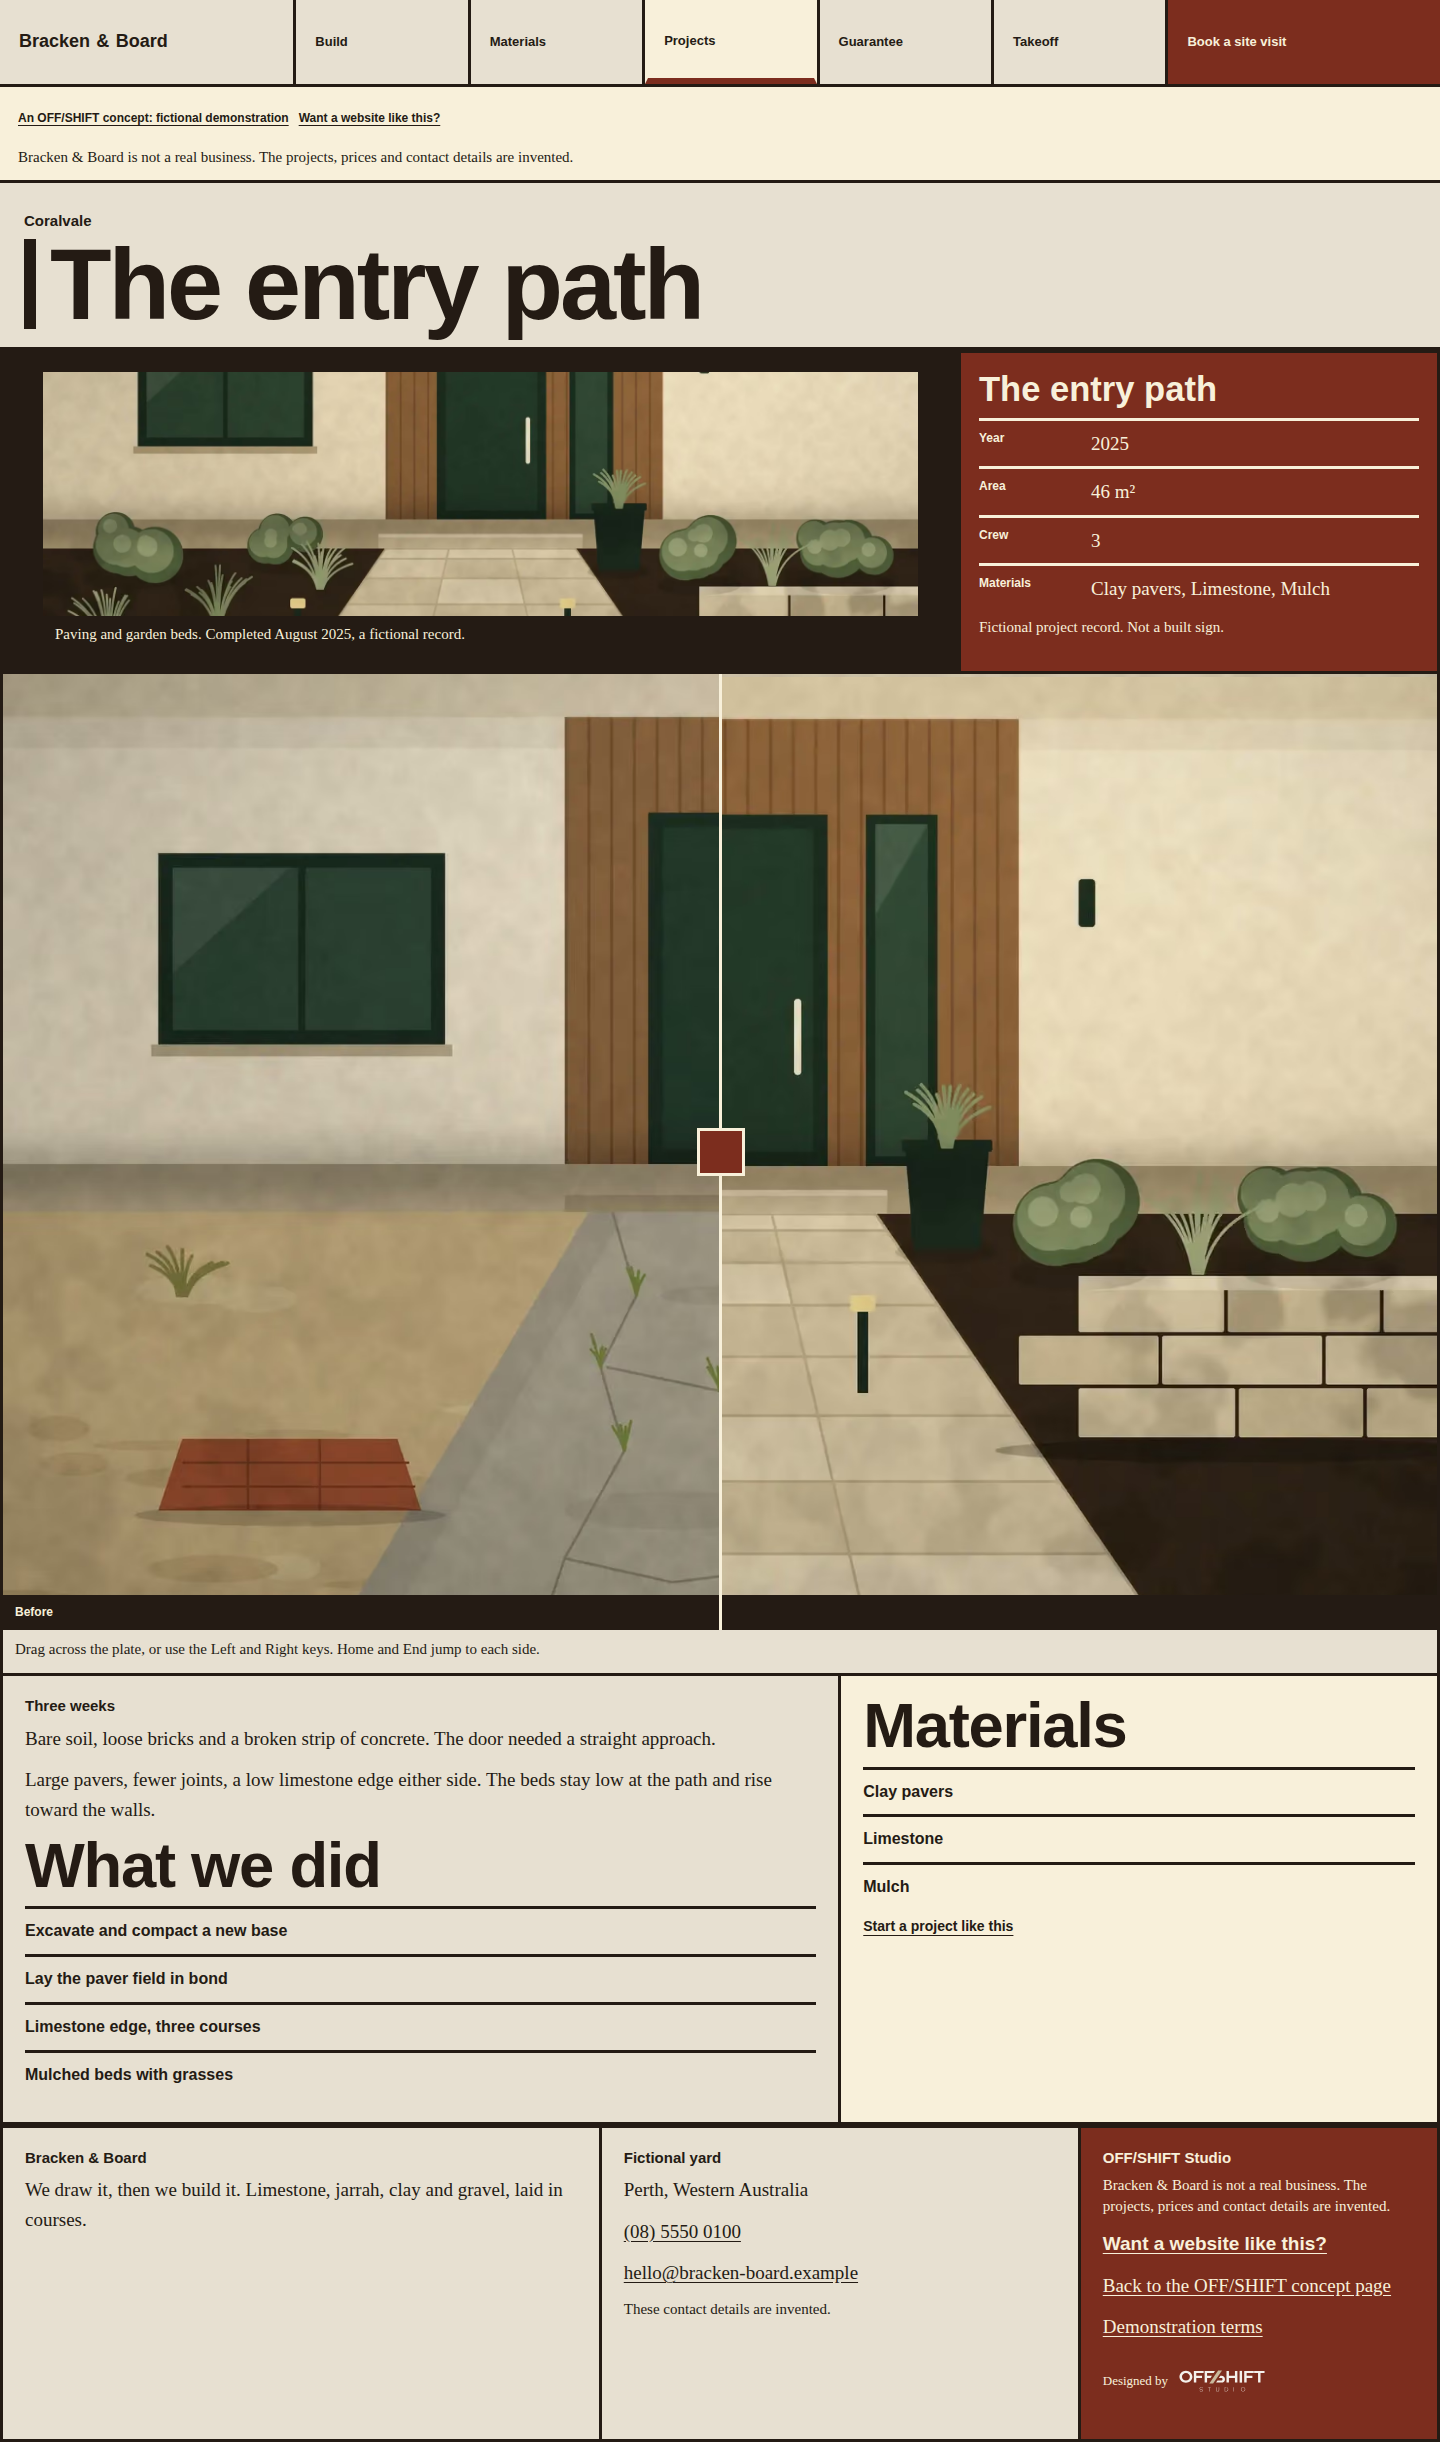 Bracken & Board
Build
Materials
Projects
Guarantee
Takeoff
Book a site visit
An OFF/SHIFT concept: fictional demonstration
Want a website like this?
Bracken & Board is not a real business. The projects, prices and contact details are invented.
Coralvale
The entry path
Paving and garden beds. Completed August 2025, a fictional record.
The entry path
Year
2025
Area
46 m²
Crew
3
Materials
Clay pavers, Limestone, Mulch
Fictional project record. Not a built sign.
Before
Drag across the plate, or use the Left and Right keys. Home and End jump to each side.
Three weeks
Bare soil, loose bricks and a broken strip of concrete. The door needed a straight approach.
Large pavers, fewer joints, a low limestone edge either side. The beds stay low at the path and rise
toward the walls.
What we did
Excavate and compact a new base
Lay the paver field in bond
Limestone edge, three courses
Mulched beds with grasses
Materials
Clay pavers
Limestone
Mulch
Start a project like this
Bracken & Board
We draw it, then we build it. Limestone, jarrah, clay and gravel, laid in
courses.
Fictional yard
Perth, Western Australia
(08) 5550 0100
hello@bracken-board.example
These contact details are invented.
OFF/SHIFT Studio
Bracken & Board is not a real business. The
projects, prices and contact details are invented.
Want a website like this?
Back to the OFF/SHIFT concept page
Demonstration terms
Designed by
OFF/SHIFT
STUDIO